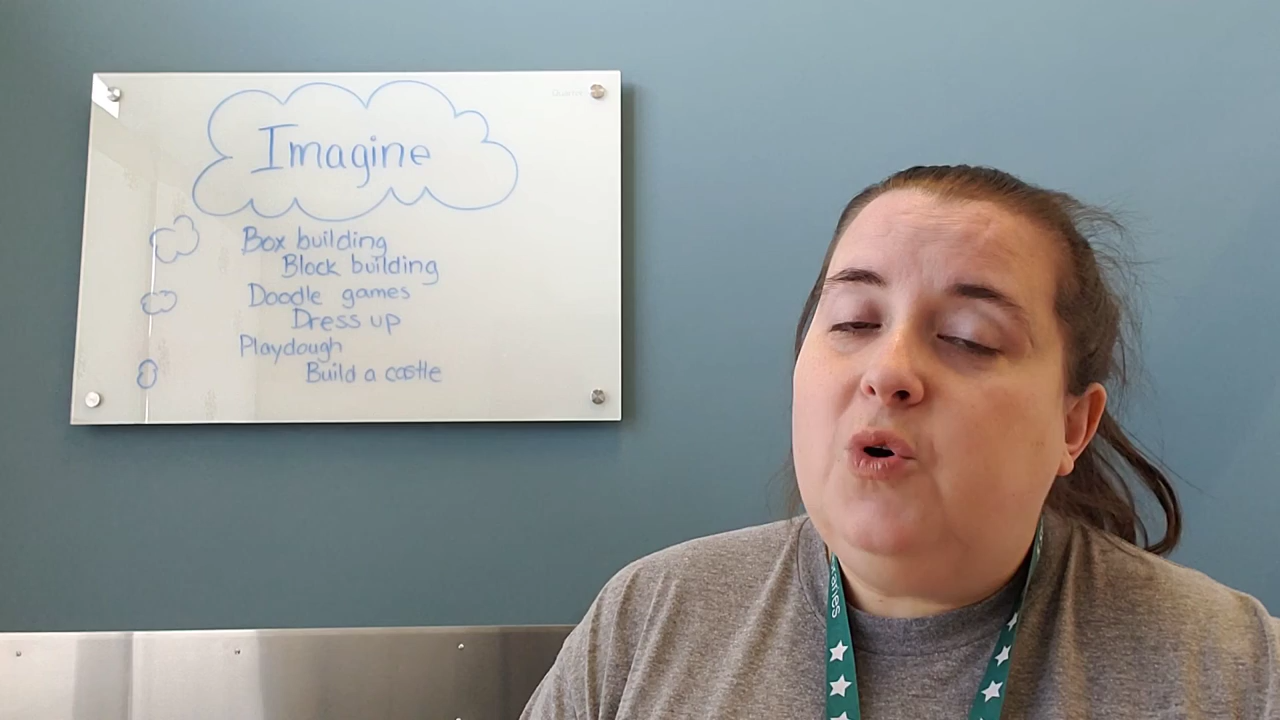 Imagine
Box building
Block building
Doodle games
Dress up
Playdough
Build a castle